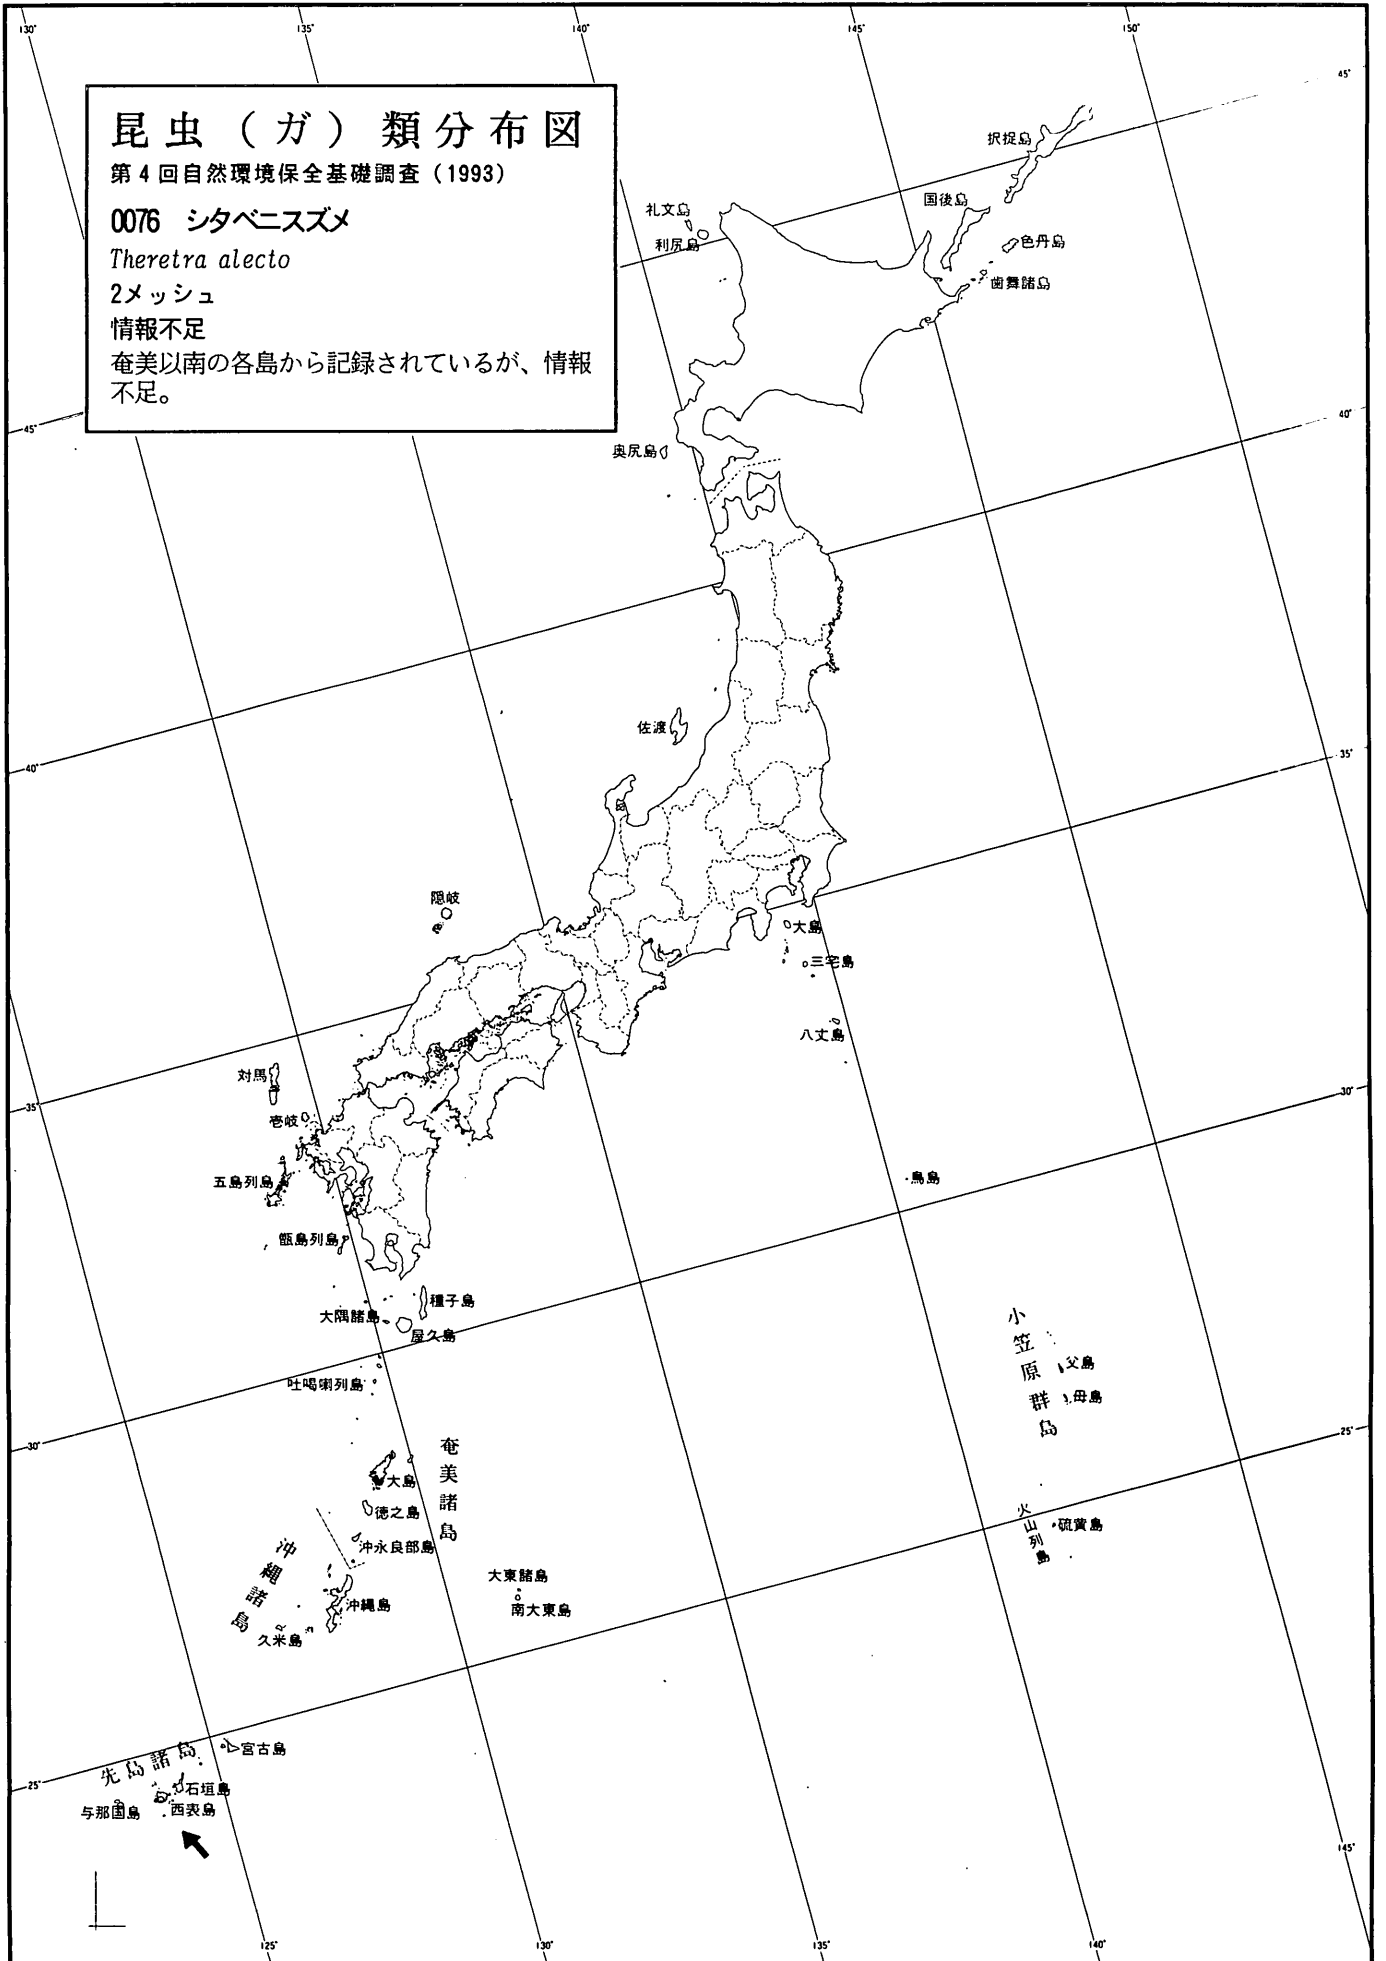 130°
135°
140°
145°
150°
45°
昆虫（ガ）類分布図
第4回自然環境保全基礎調査（1993）
0076 シタベニスズメ
Theretra alecto
2メッシュ
情報不足
奄美以南の各島から記録されているが、情報
不足。
択捉島
国後島
色丹島
歯舞諸島
礼文島
利尻島
45°
40°
奥尻島
佐渡
40°
35°
隠岐
大島
三宅島
八丈島
対馬
35°
壱岐
30°
五島列島
鳥島
甑島列島
種子島
大隅諸島
屋久島
小笠原群島
父島
母島
吐喝喇列島
30°
25°
奄美諸島
大島
徳之島
沖永良部島
火山列島
硫黄島
沖縄諸島
沖縄島
久米島
大東諸島
南大東島
先島諸島
宮古島
25°
石垣島
与那国島
西表島
145°
125°
130°
135°
140°